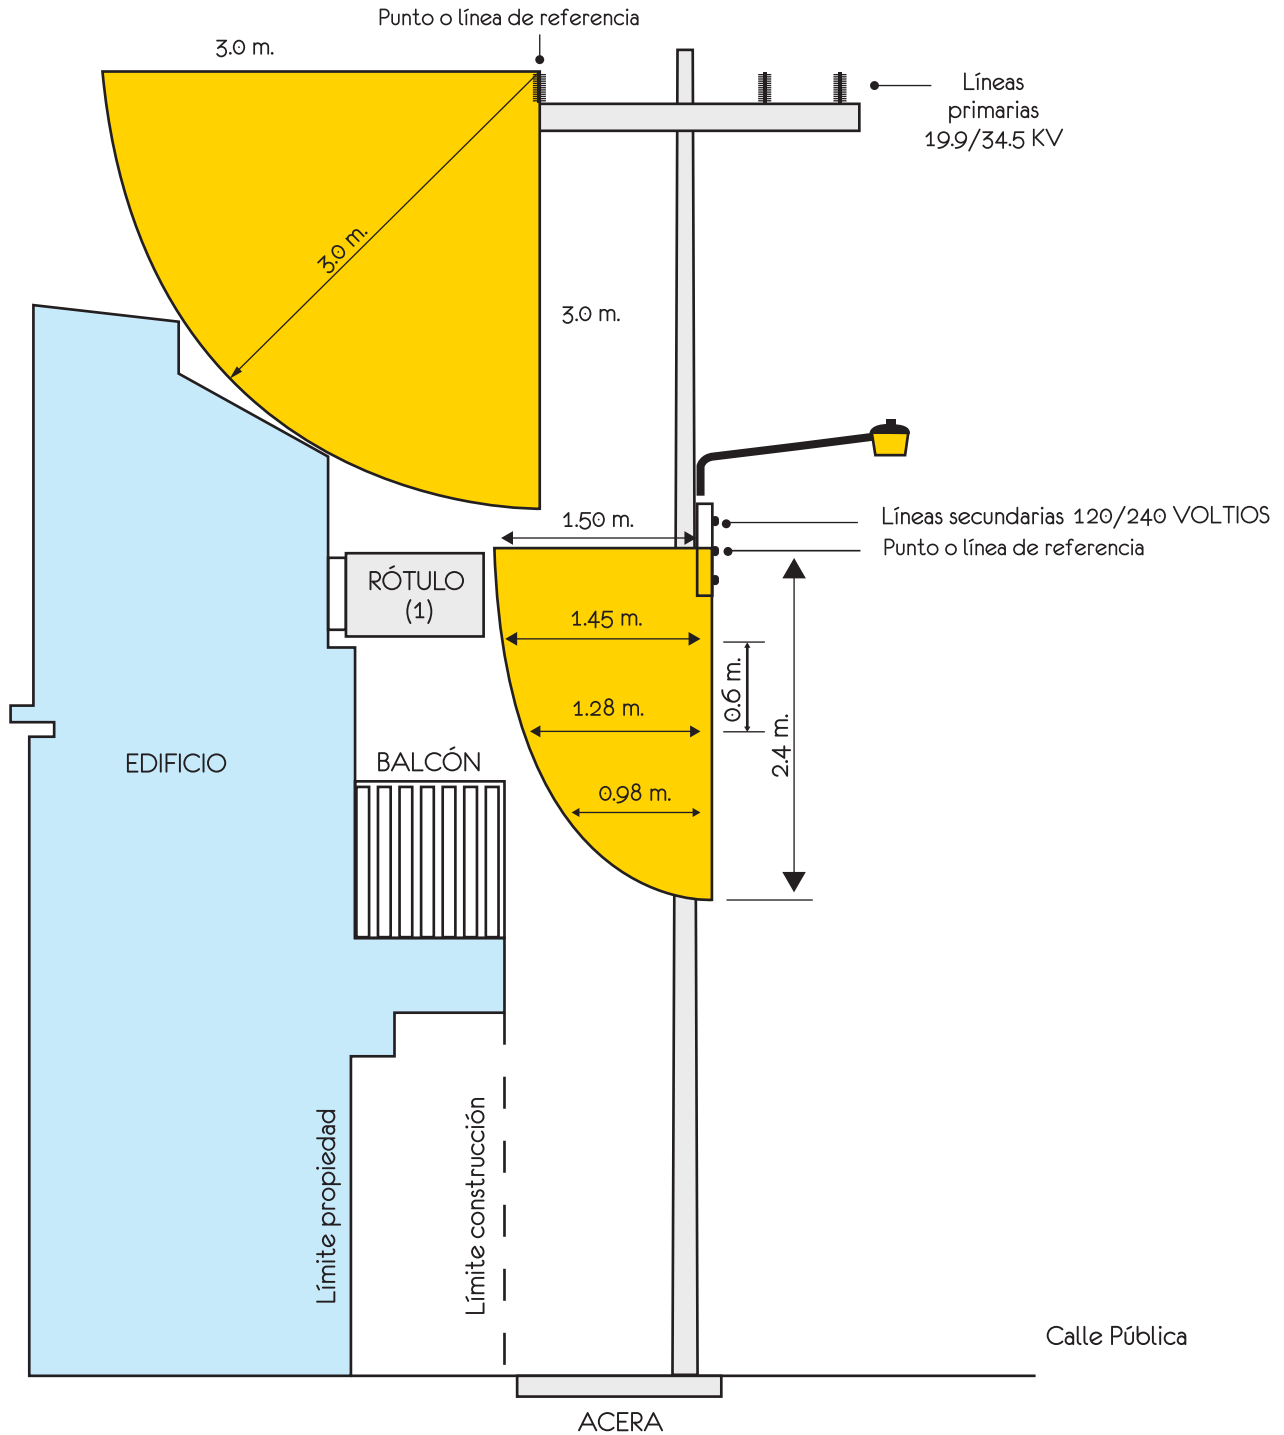 Punto o línea de referencia
3.0 m.
Líneas
primarias
19.9/34.5 KV
3.0 m.
3.0 m.
Líneas secundarias 120/240 VOLTIOS
1.50 m.
Punto o línea de referencia
RÓTULO
(1)
1.45 m.
0.6 m.
1.28 m.
2.4 m.
EDIFICIO
BALCÓN
0.98 m.
Límite propiedad
Límite construcción
Calle Pública
ACERA